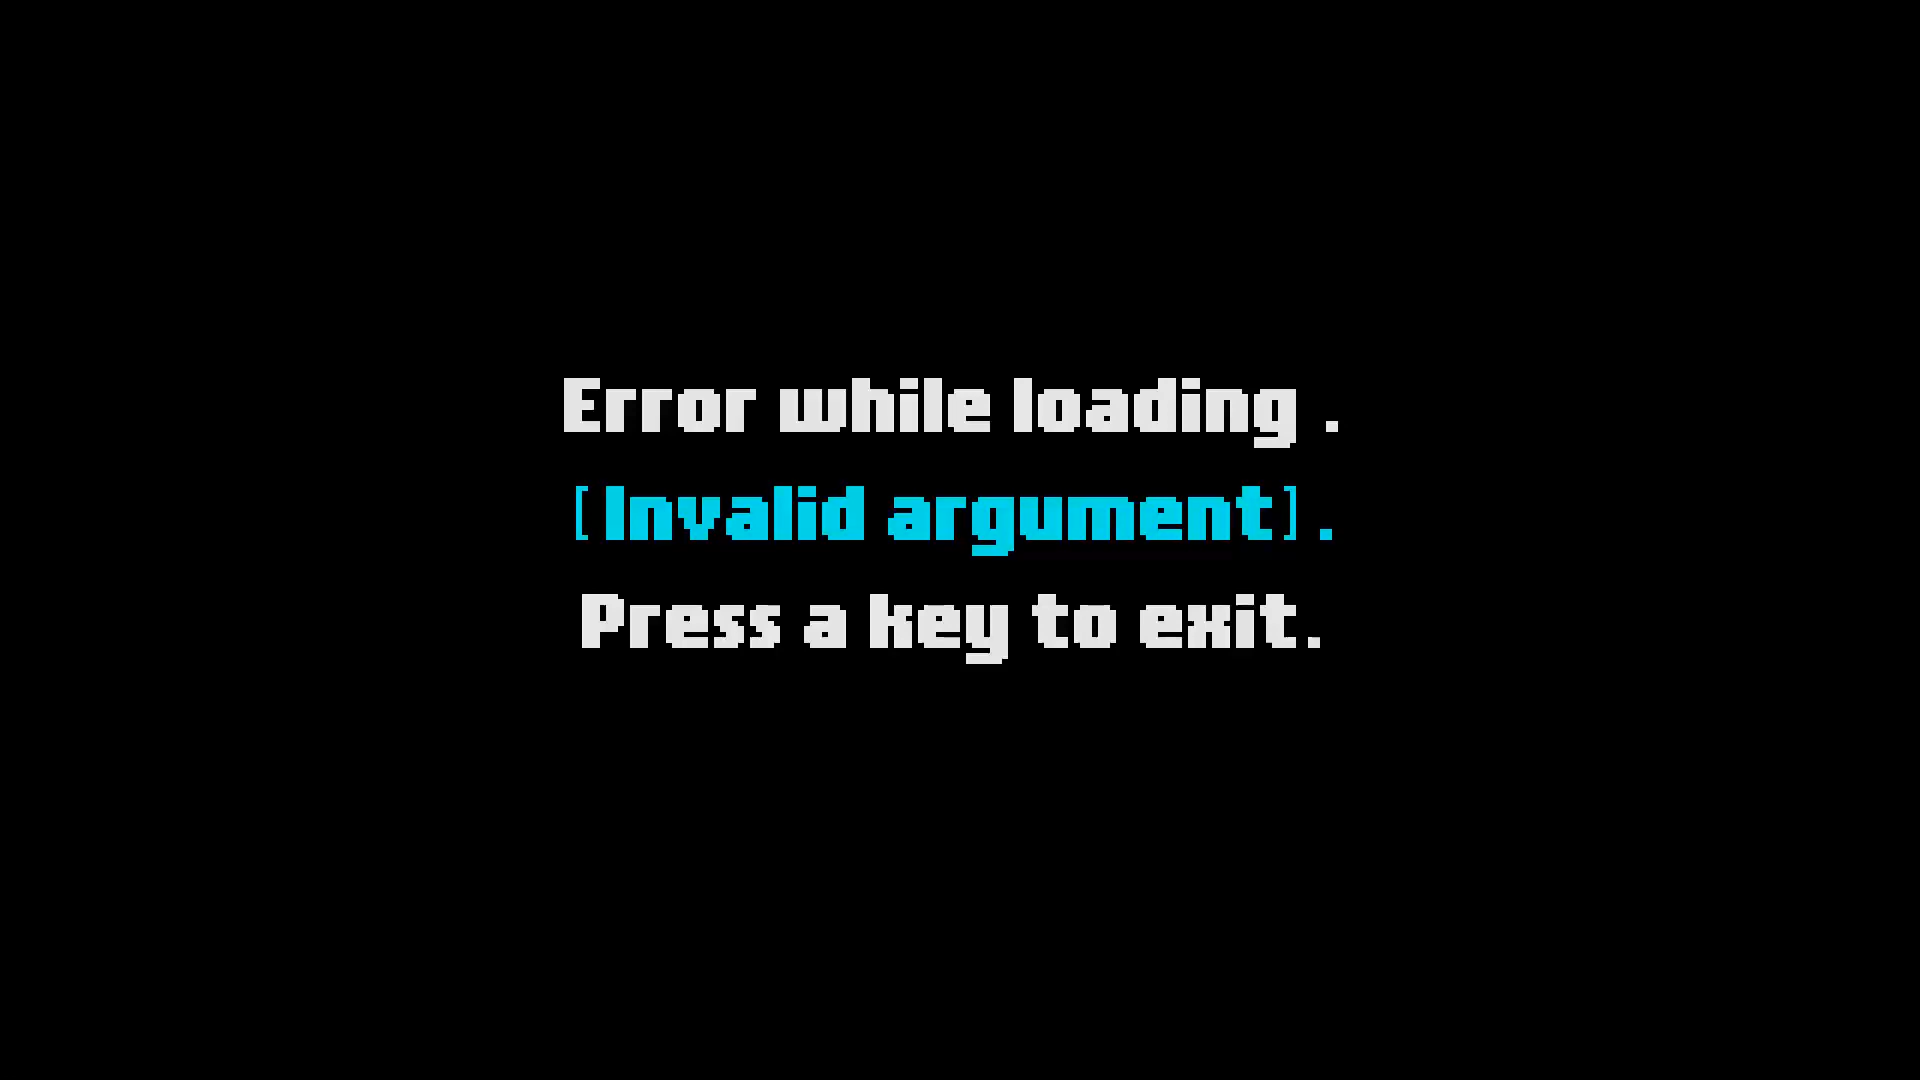 Error while loading .
[Invalid argument].
Press a key to exit.